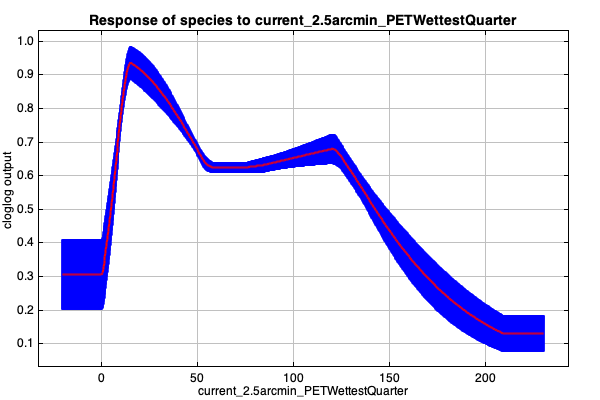 Response of species to current_2.5arcmin_PETWettestQuarter
1.0
0.9
0.8
0.7
0.6
0.5
0.4
0.3
0.2
0.1
cloglog output
0 50 100 150 200
current_2.5arcmin_PETWettestQuarter